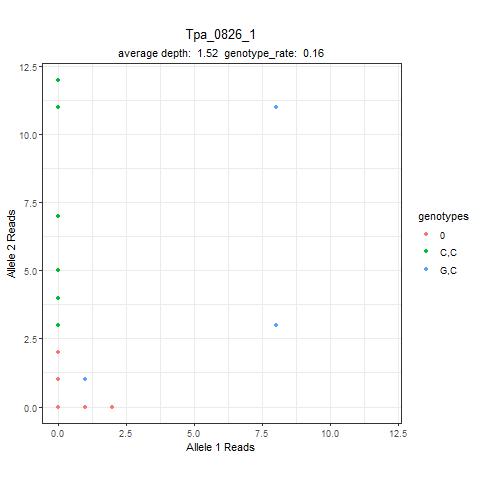 Tpa_0826_1
average depth:  1.52  genotype_rate:  0.16
12.5
10.0
7.5
5.0
2.5
0.0
Allele 2 Reads
0.0 2.5 5.0 7.5 10.0 12.5
Allele 1 Reads
genotypes
0
C,C
G,C